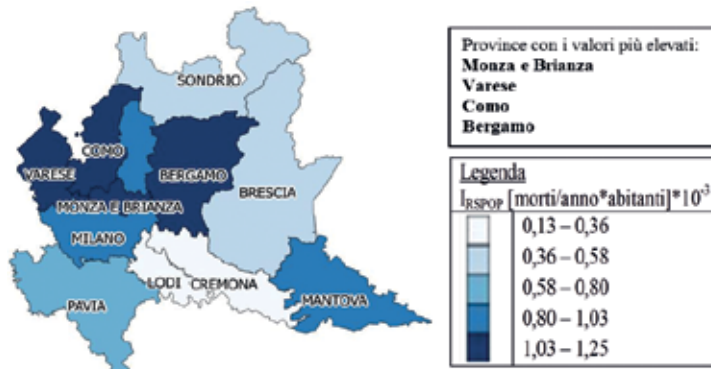 SONDRIO
COMO
VARESE
BERGAMO
BRESCIA
MONZA E BRIANZA
MILANO
LODI
CREMONA
MANTOVA
PAVIA
Province con i valori più elevati:
Monza e Brianza
Varese
Como
Bergamo
Legenda
I_RSPOP [morti/anno*abitanti]*10⁻³
0,13 – 0,36
0,36 – 0,58
0,58 – 0,80
0,80 – 1,03
1,03 – 1,25